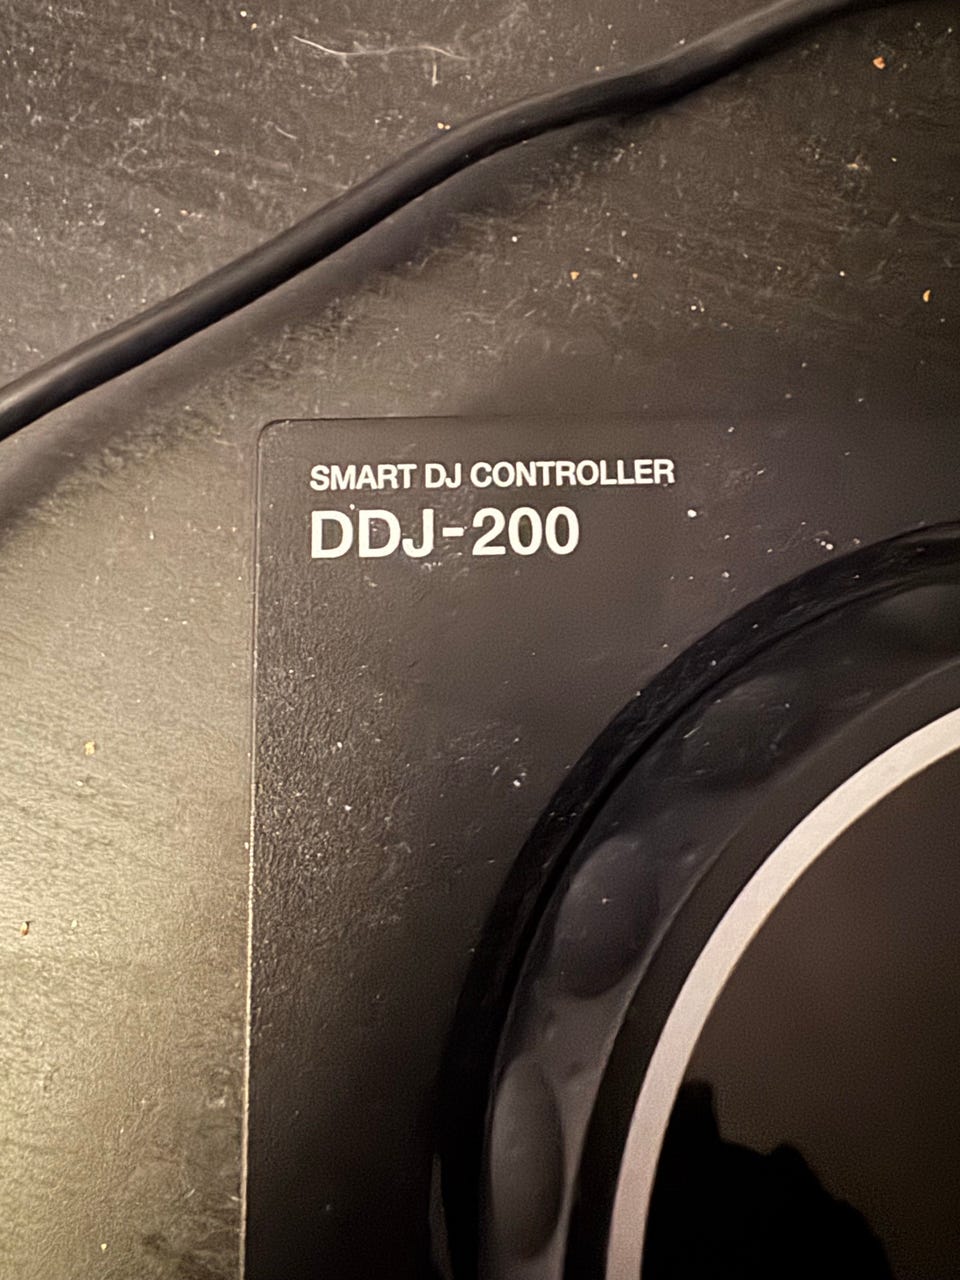 SMART DJ CONTROLLER
DDJ-200